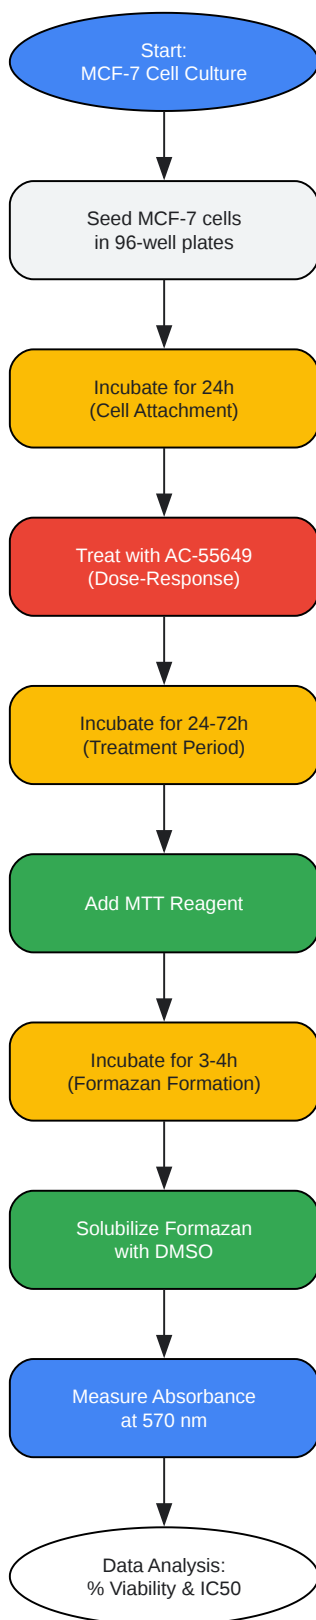 Start:
MCF-7 Cell Culture
Seed MCF-7 cells
in 96-well plates
Incubate for 24h
(Cell Attachment)
Treat with AC-55649
(Dose-Response)
Incubate for 24-72h
(Treatment Period)
Add MTT Reagent
Incubate for 3-4h
(Formazan Formation)
Solubilize Formazan
with DMSO
Measure Absorbance
at 570 nm
Data Analysis:
% Viability & IC50